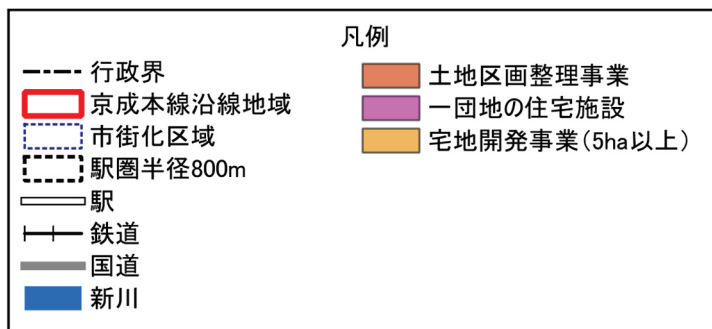 凡例
行政界
京成本線沿線地域
市街化区域
駅圏半径800m
駅
鉄道
国道
新川
土地区画整理事業
一団地の住宅施設
宅地開発事業(5ha以上)